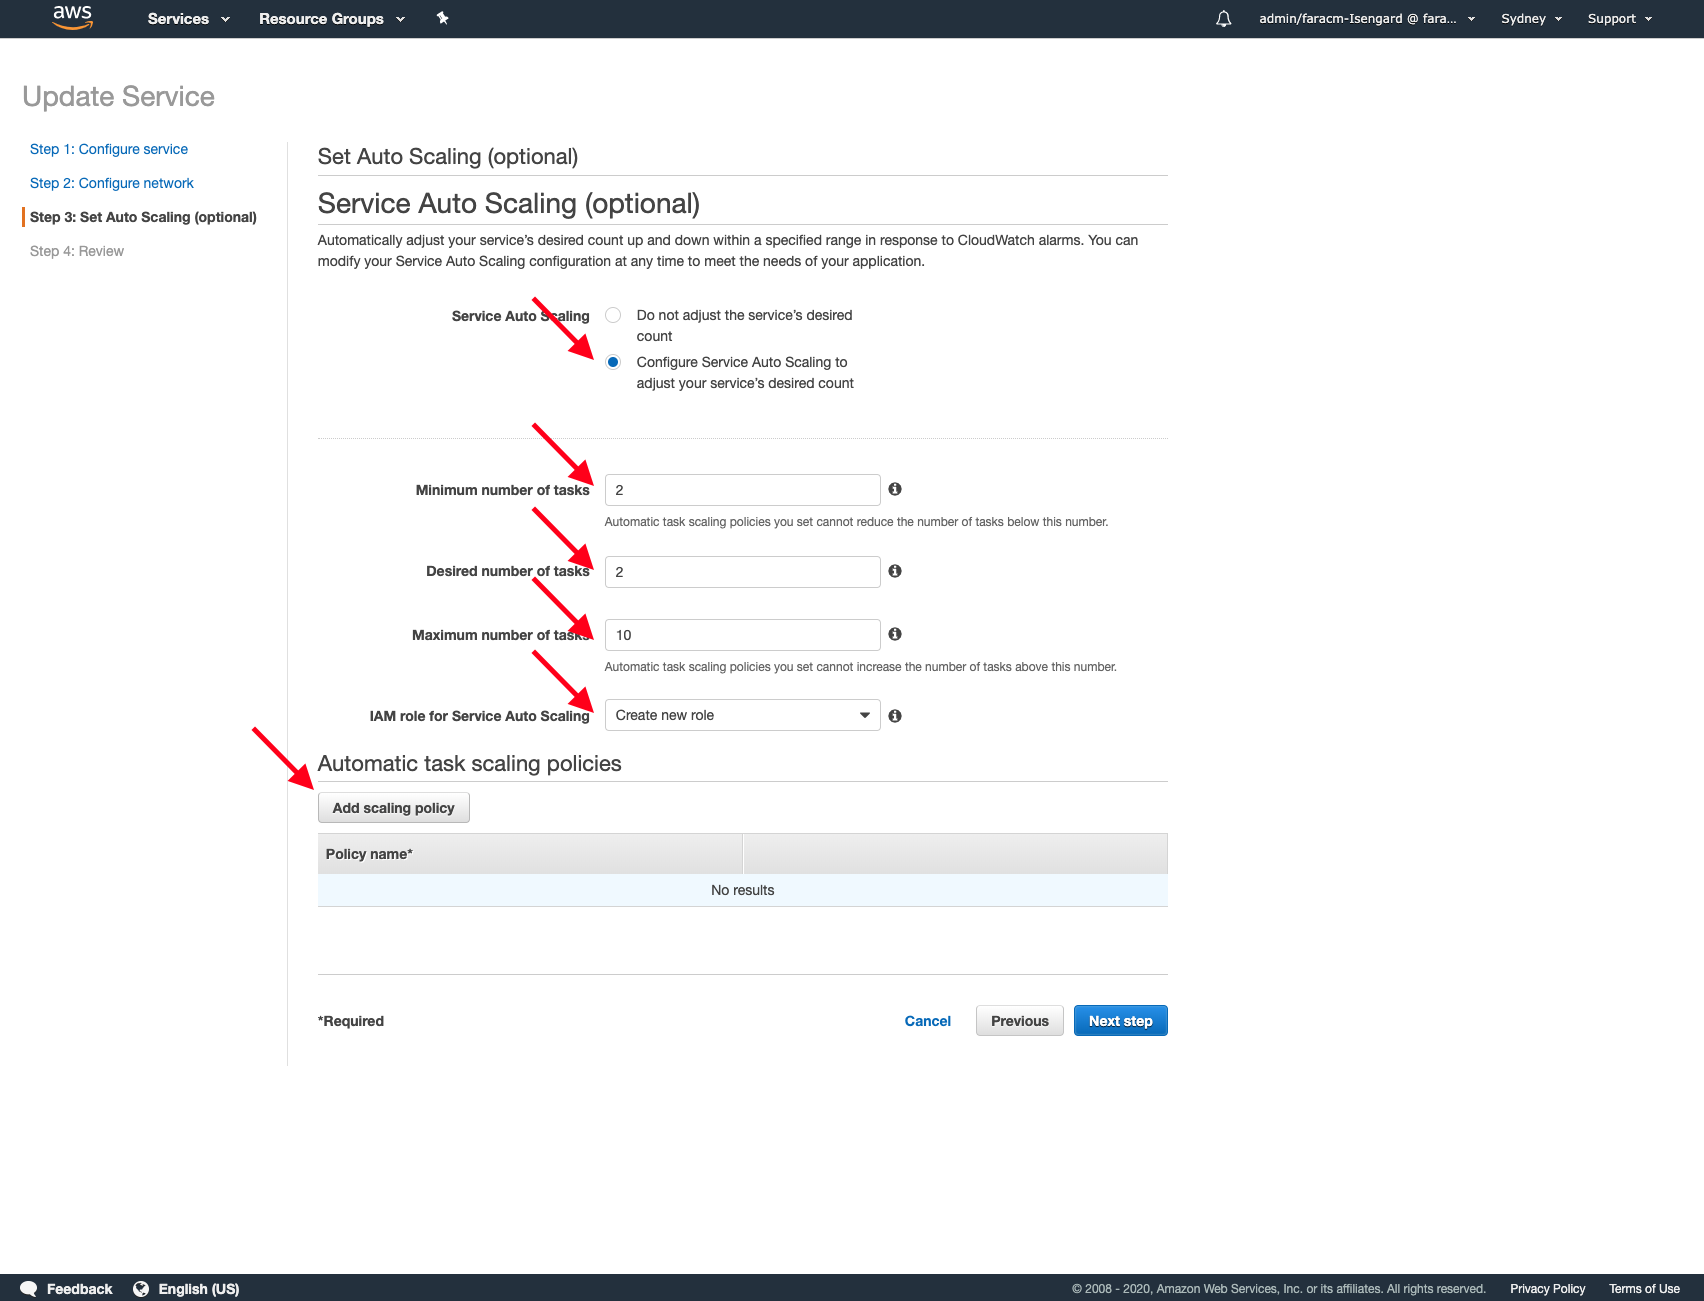 aws Services Resource Groups admin/faracm-Isengard @ fara... Sydney Support
Update Service
Step 1: Configure service
Step 2: Configure network
Step 3: Set Auto Scaling (optional)
Step 4: Review
Set Auto Scaling (optional)
Service Auto Scaling (optional)
Automatically adjust your service’s desired count up and down within a specified range in response to CloudWatch alarms. You can
modify your Service Auto Scaling configuration at any time to meet the needs of your application.
Service Auto Scaling Do not adjust the service’s desired
count
Configure Service Auto Scaling to
adjust your service’s desired count
Minimum number of tasks 2
Automatic task scaling policies you set cannot reduce the number of tasks below this number.
Desired number of tasks 2
Maximum number of tasks 10
Automatic task scaling policies you set cannot increase the number of tasks above this number.
IAM role for Service Auto Scaling Create new role
Automatic task scaling policies
Add scaling policy
Policy name*
No results
*Required Cancel Previous Next step
Feedback English (US) © 2008 - 2020, Amazon Web Services, Inc. or its affiliates. All rights reserved. Privacy Policy Terms of Use